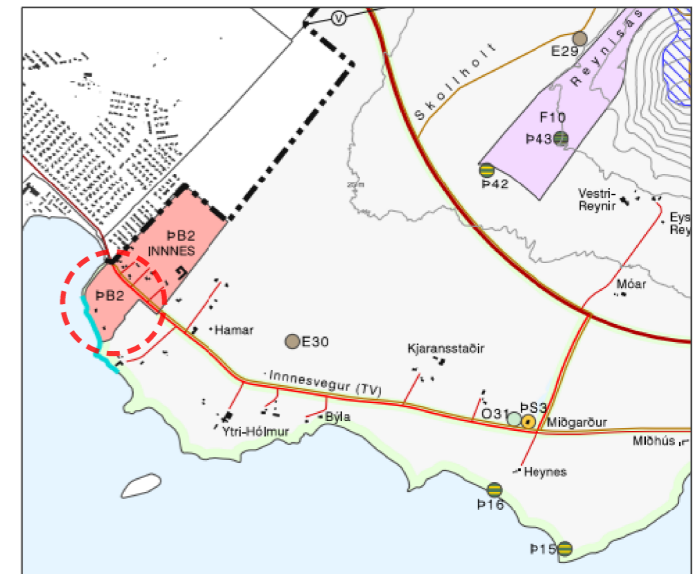 V
E29
Reynisás
Skollholt
F10
Þ43
Þ42
Vestri-
Reynir
Eys
Rey
ÞB2
INNNES
ÞB2
Móar
Hamar
E30
Kjaransstaðir
Innnesvegur (TV)
O31
ÞS3
Miðgarður
Býla
Ytri-Hólmur
Miðhús
Heynes
Þ16
Þ15